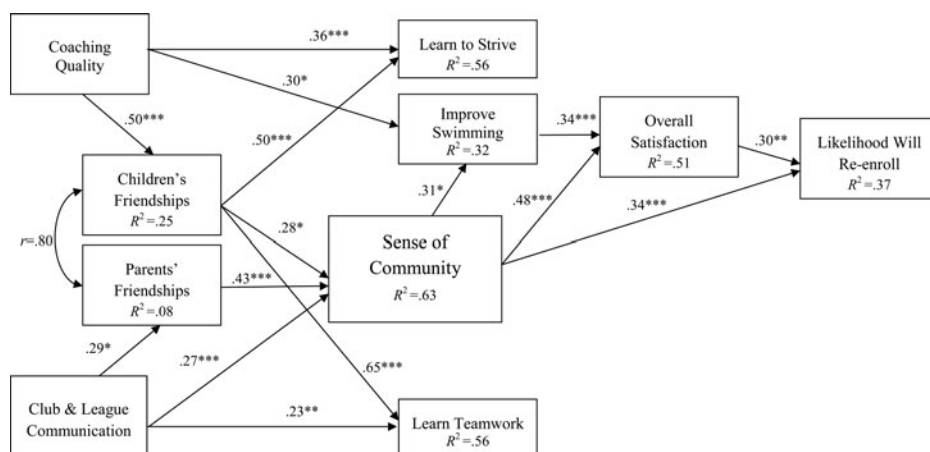 Coaching
Quality
.36***
Learn to Strive
R² =.56
.30*
.50***
.50***
Improve
Swimming
R² =.32
.34***
Overall
Satisfaction
R² =.51
.30**
Likelihood Will
Re-enroll
R² =.37
Children's
Friendships
R² =.25
.31*
.48***
.34***
r=.80
.28*
Sense of
Community
R² =.63
Parents'
Friendships
R² =.08
.43***
.29*
.27***
.65***
Club & League
Communication
.23**
Learn Teamwork
R² =.56